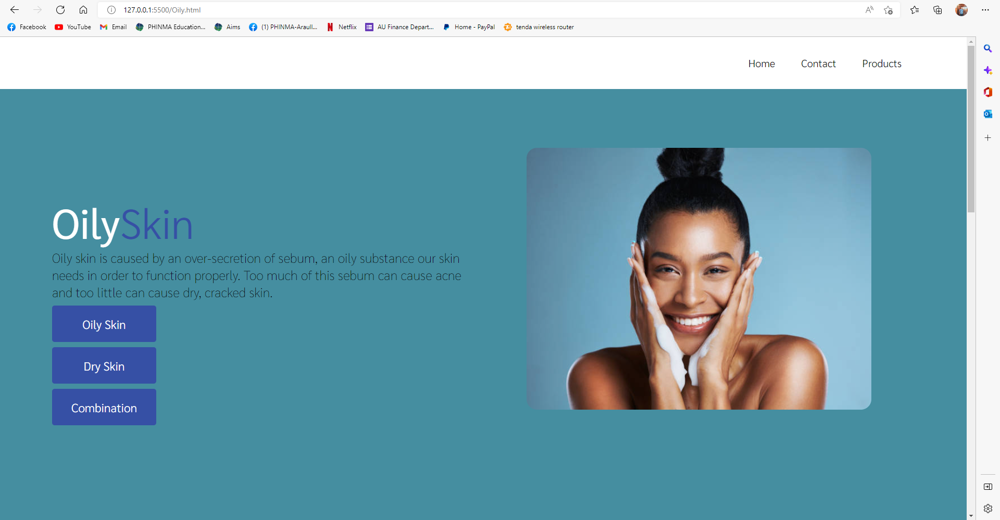 127.0.0.1:5500/Oily.html
Facebook YouTube Email PHINMA Education... Aims (1) PHINMA-Araull... Netflix AU Finance Depart... Home - PayPal tenda wireless router
Home Contact Products
OilySkin
Oily skin is caused by an over-secretion of sebum, an oily substance our skin
needs in order to function properly. Too much of this sebum can cause acne
and too little can cause dry, cracked skin.
Oily Skin
Dry Skin
Combination